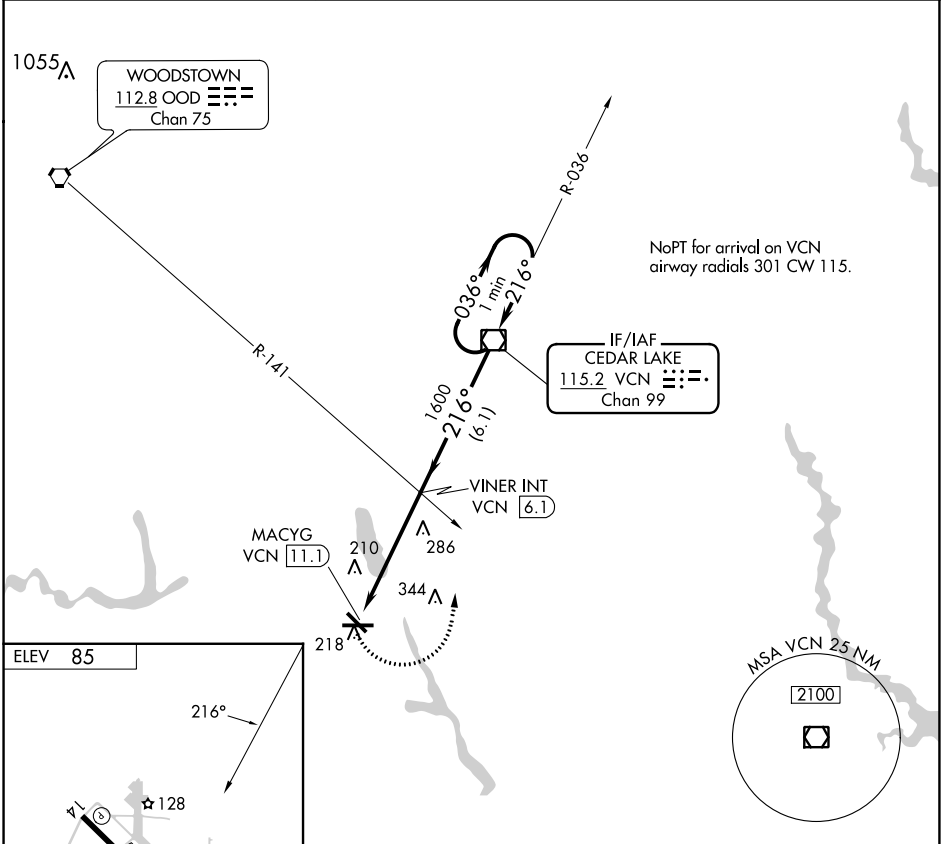 1055
WOODSTOWN
112.8 OOD
Chan 75
R-036
NoPT for arrival on VCN
airway radials 301 CW 115.
036°
1 min
216°
IF/IAF
CEDAR LAKE
115.2 VCN
Chan 99
R-141
1600
216°
(6.1)
VINER INT
VCN 6.1
MACYG
VCN 11.1
210
286
344
218
ELEV 85
216°
128
14
P
MSA VCN 25 NM
2100